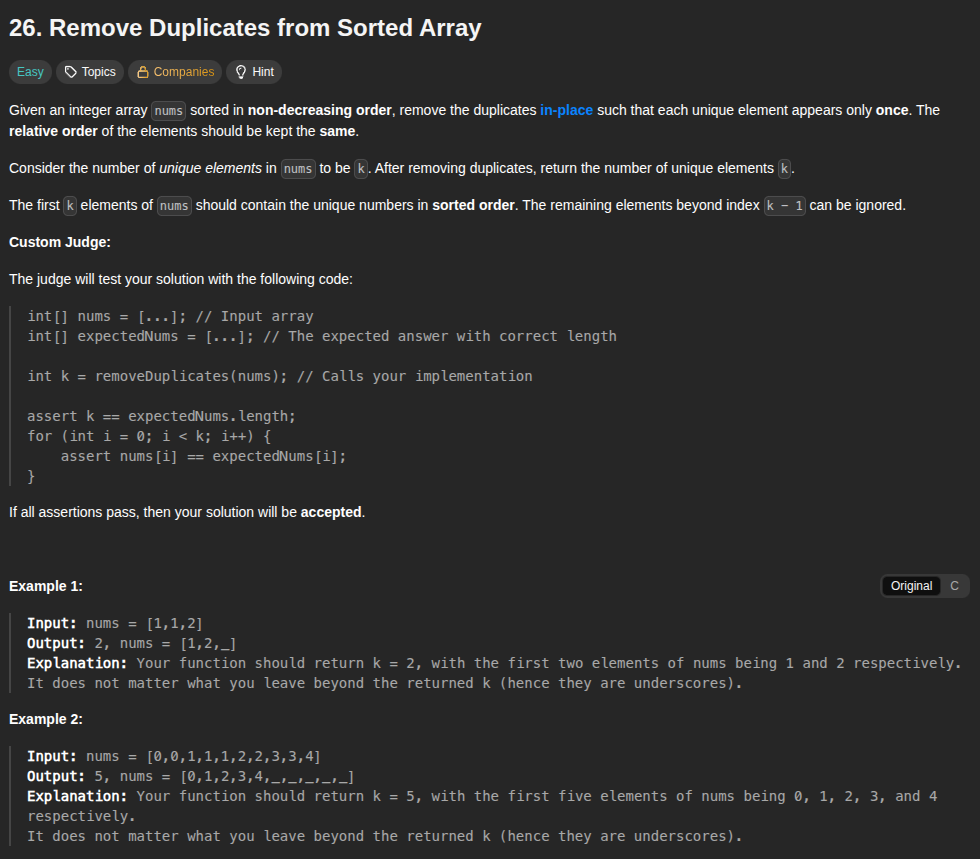 26. Remove Duplicates from Sorted Array
Easy Topics Companies Hint
Given an integer array nums sorted in non-decreasing order, remove the duplicates in-place such that each unique element appears only once. The
relative order of the elements should be kept the same.
Consider the number of unique elements in nums to be k. After removing duplicates, return the number of unique elements k.
The first k elements of nums should contain the unique numbers in sorted order. The remaining elements beyond index k - 1 can be ignored.
Custom Judge:
The judge will test your solution with the following code:
int[] nums = [...]; // Input array
int[] expectedNums = [...]; // The expected answer with correct length
int k = removeDuplicates(nums); // Calls your implementation
assert k == expectedNums.length;
for (int i = 0; i < k; i++) {
    assert nums[i] == expectedNums[i];
}
If all assertions pass, then your solution will be accepted.
Example 1: Original C
Input: nums = [1,1,2]
Output: 2, nums = [1,2,_]
Explanation: Your function should return k = 2, with the first two elements of nums being 1 and 2 respectively.
It does not matter what you leave beyond the returned k (hence they are underscores).
Example 2:
Input: nums = [0,0,1,1,1,2,2,3,3,4]
Output: 5, nums = [0,1,2,3,4,_,_,_,_,_]
Explanation: Your function should return k = 5, with the first five elements of nums being 0, 1, 2, 3, and 4
respectively.
It does not matter what you leave beyond the returned k (hence they are underscores).